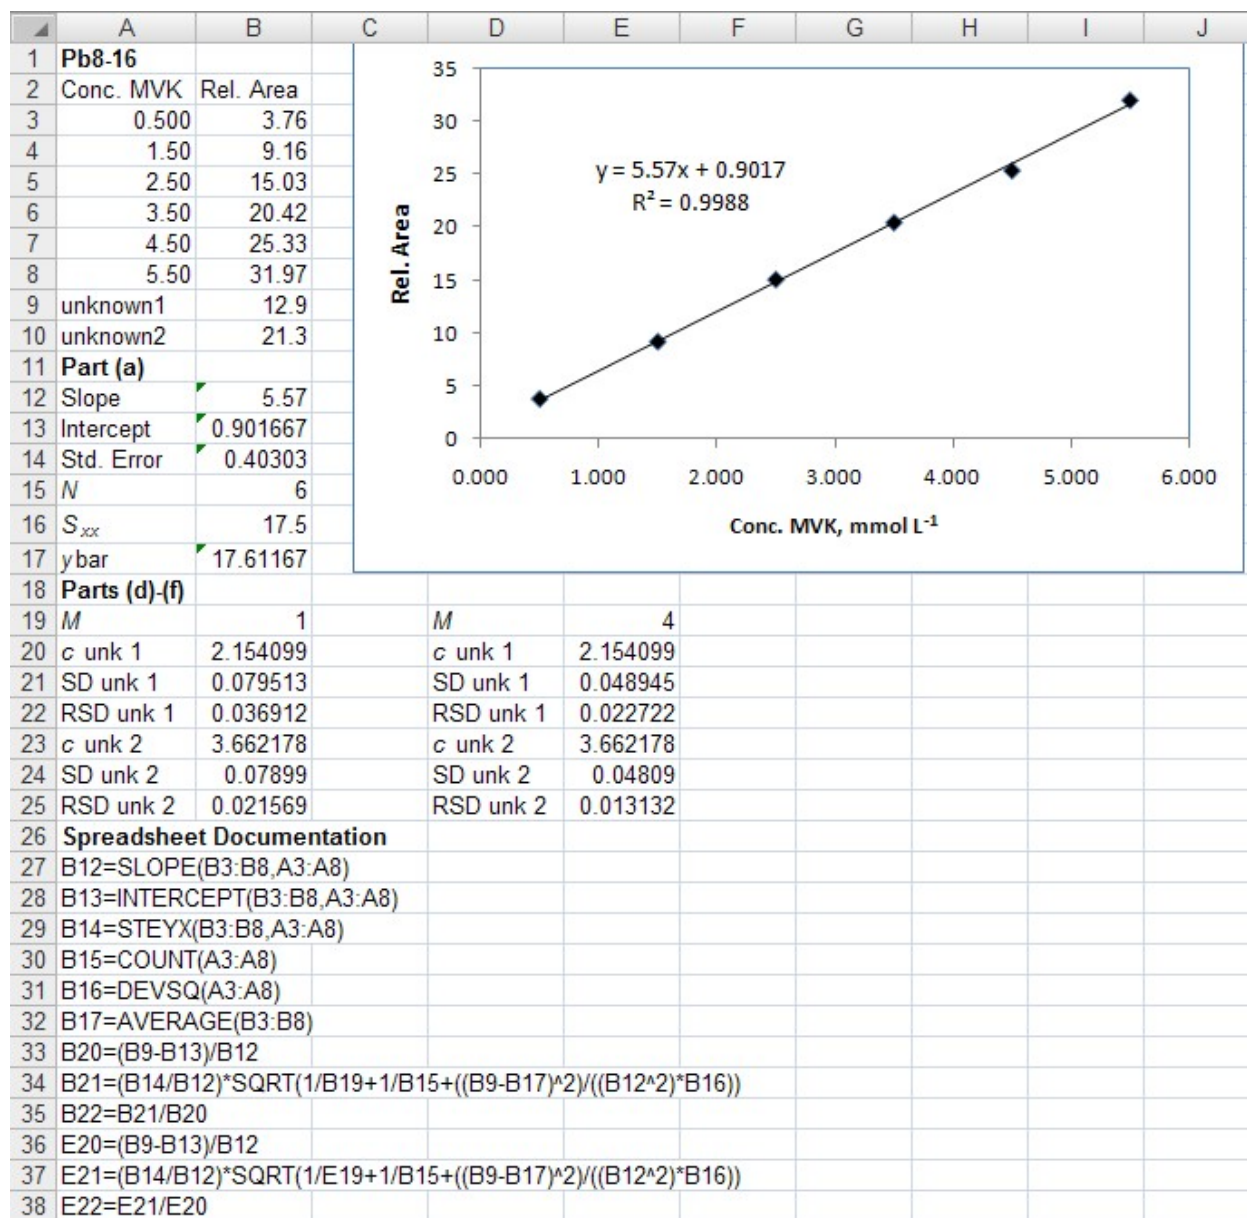 A B C D E F G H I J
1 Pb8-16
2 Conc. MVK Rel. Area
3 0.500 3.76
4 1.50 9.16
5 2.50 15.03
6 3.50 20.42
7 4.50 25.33
8 5.50 31.97
9 unknown1 12.9
10 unknown2 21.3
11 Part (a)
12 Slope 5.57
13 Intercept 0.901667
14 Std. Error 0.40303
15 N 6
16 Sxx 17.5
17 y bar 17.61167
35
30
25
20
15
10
5
0
Rel. Area
y = 5.57x + 0.9017
R² = 0.9988
0.000 1.000 2.000 3.000 4.000 5.000 6.000
Conc. MVK, mmol L⁻¹
18 Parts (d)-(f)
19 M 1 M 4
20 c unk 1 2.154099 c unk 1 2.154099
21 SD unk 1 0.079513 SD unk 1 0.048945
22 RSD unk 1 0.036912 RSD unk 1 0.022722
23 c unk 2 3.662178 c unk 2 3.662178
24 SD unk 2 0.07899 SD unk 2 0.04809
25 RSD unk 2 0.021569 RSD unk 2 0.013132
26 Spreadsheet Documentation
27 B12=SLOPE(B3:B8,A3:A8)
28 B13=INTERCEPT(B3:B8,A3:A8)
29 B14=STEYX(B3:B8,A3:A8)
30 B15=COUNT(A3:A8)
31 B16=DEVSQ(A3:A8)
32 B17=AVERAGE(B3:B8)
33 B20=(B9-B13)/B12
34 B21=(B14/B12)*SQRT(1/B19+1/B15+((B9-B17)^2)/((B12^2)*B16))
35 B22=B21/B20
36 E20=(B9-B13)/B12
37 E21=(B14/B12)*SQRT(1/E19+1/B15+((B9-B17)^2)/((B12^2)*B16))
38 E22=E21/E20